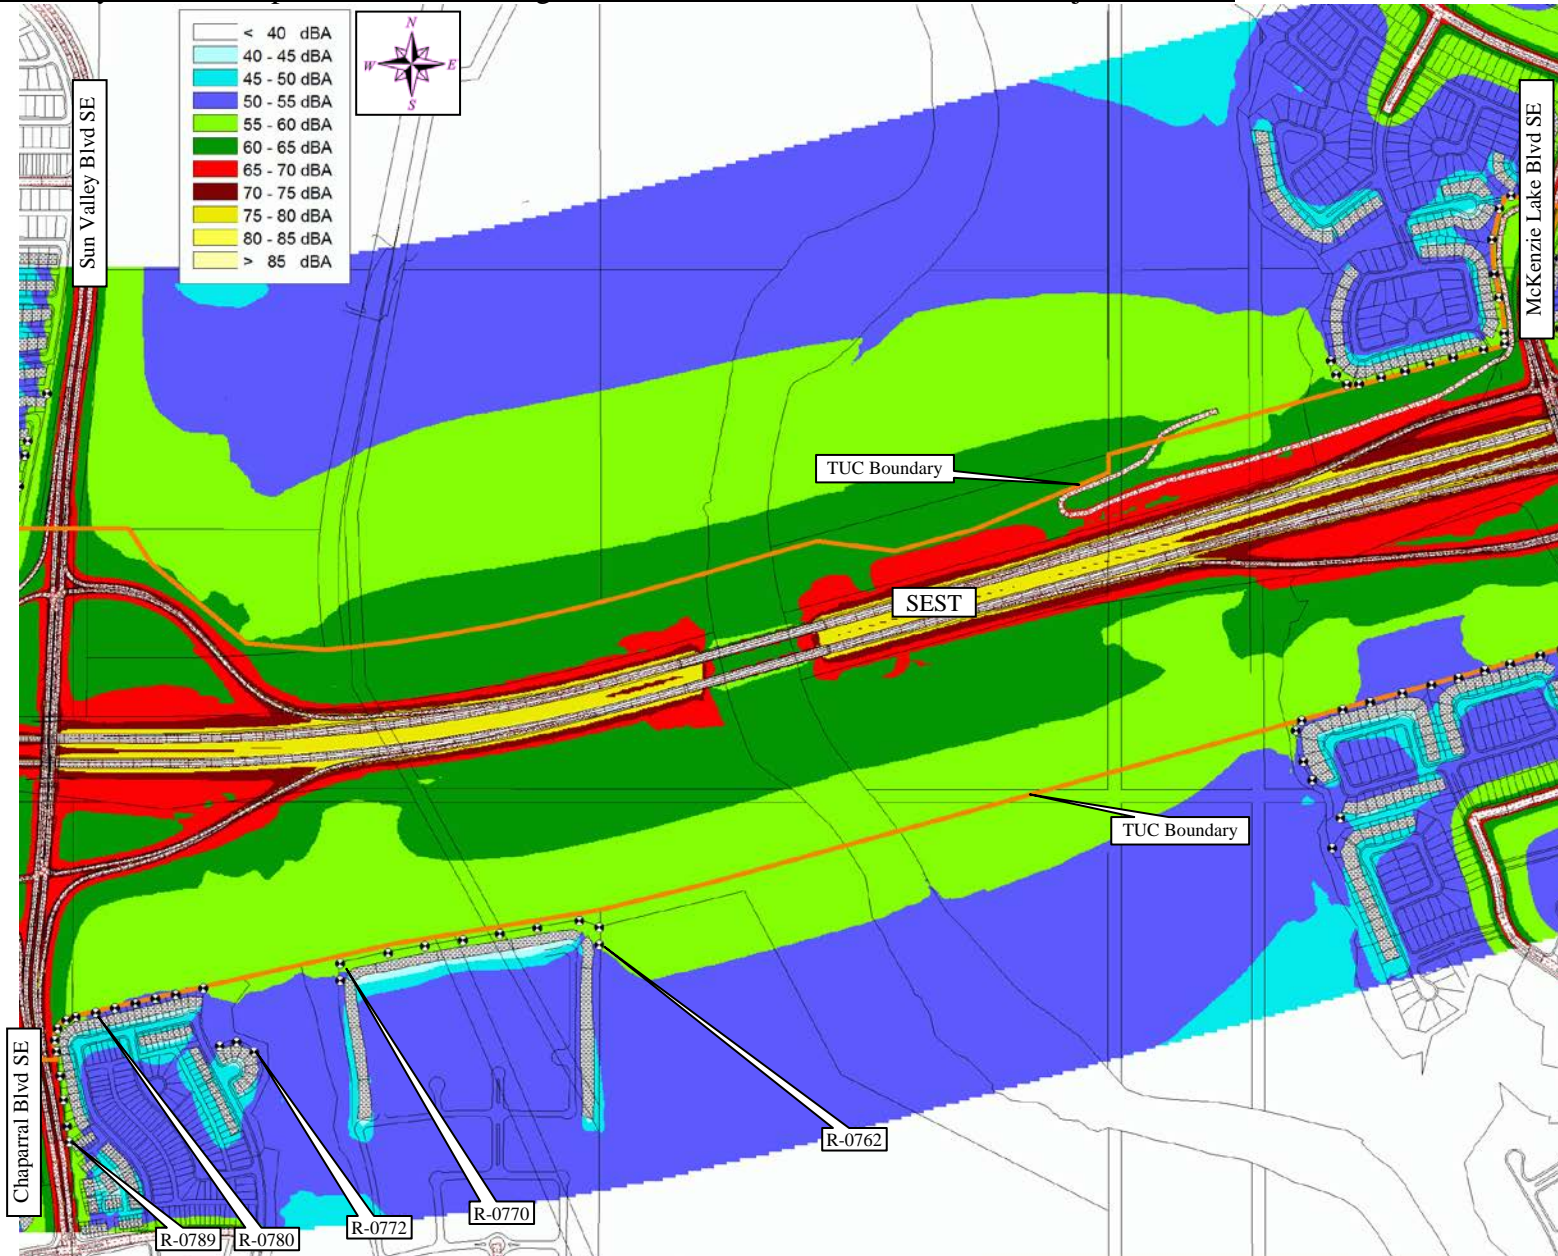 < 40 dBA
40 - 45 dBA
45 - 50 dBA
50 - 55 dBA
55 - 60 dBA
60 - 65 dBA
65 - 70 dBA
70 - 75 dBA
75 - 80 dBA
80 - 85 dBA
> 85 dBA
N
W E
S
Sun Valley Blvd SE
McKenzie Lake Blvd SE
TUC Boundary
SEST
TUC Boundary
Chaparral Blvd SE
R-0762
R-0770
R-0772
R-0789
R-0780